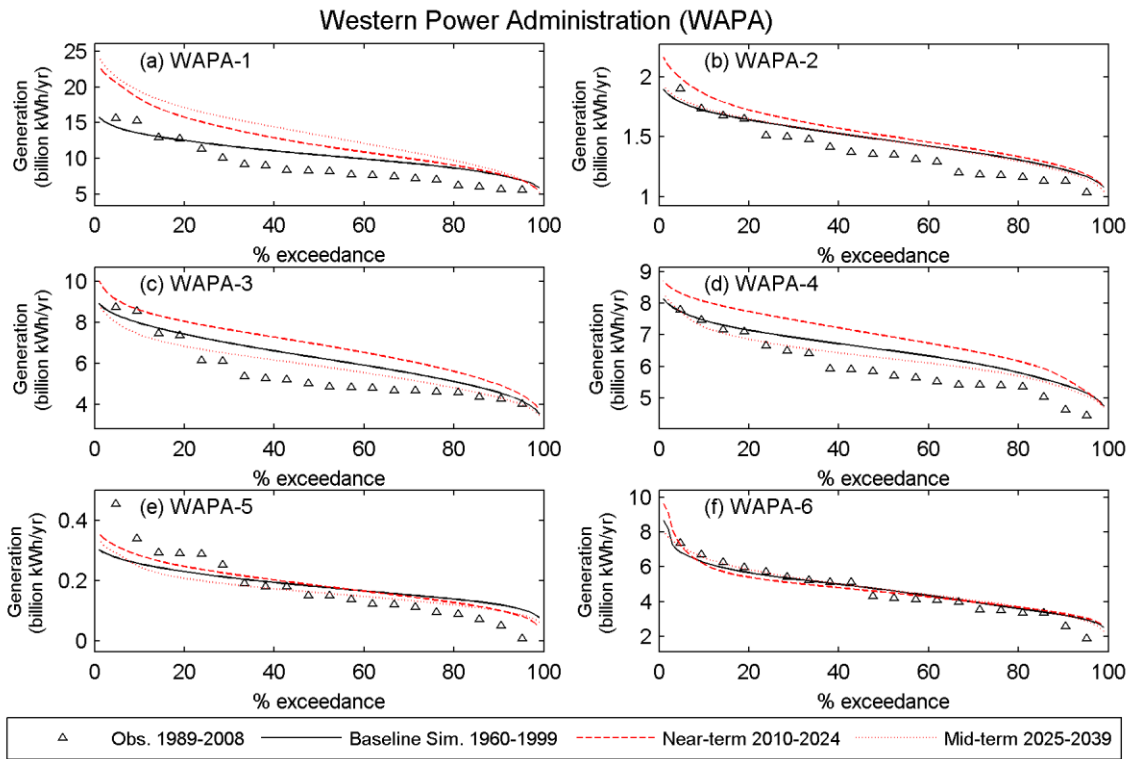 Western Power Administration (WAPA)
(a) WAPA-1
Generation
(billion kWh/yr)
25
20
15
10
5
0 20 40 60 80 100
% exceedance
(b) WAPA-2
Generation
(billion kWh/yr)
2
1.5
1
0 20 40 60 80 100
% exceedance
(c) WAPA-3
Generation
(billion kWh/yr)
10
8
6
4
0 20 40 60 80 100
% exceedance
(d) WAPA-4
Generation
(billion kWh/yr)
9
8
7
6
5
0 20 40 60 80 100
% exceedance
(e) WAPA-5
Generation
(billion kWh/yr)
0.4
0.2
0
0 20 40 60 80 100
% exceedance
(f) WAPA-6
Generation
(billion kWh/yr)
10
8
6
4
2
0 20 40 60 80 100
% exceedance
Obs. 1989-2008 Baseline Sim. 1960-1999 Near-term 2010-2024 Mid-term 2025-2039